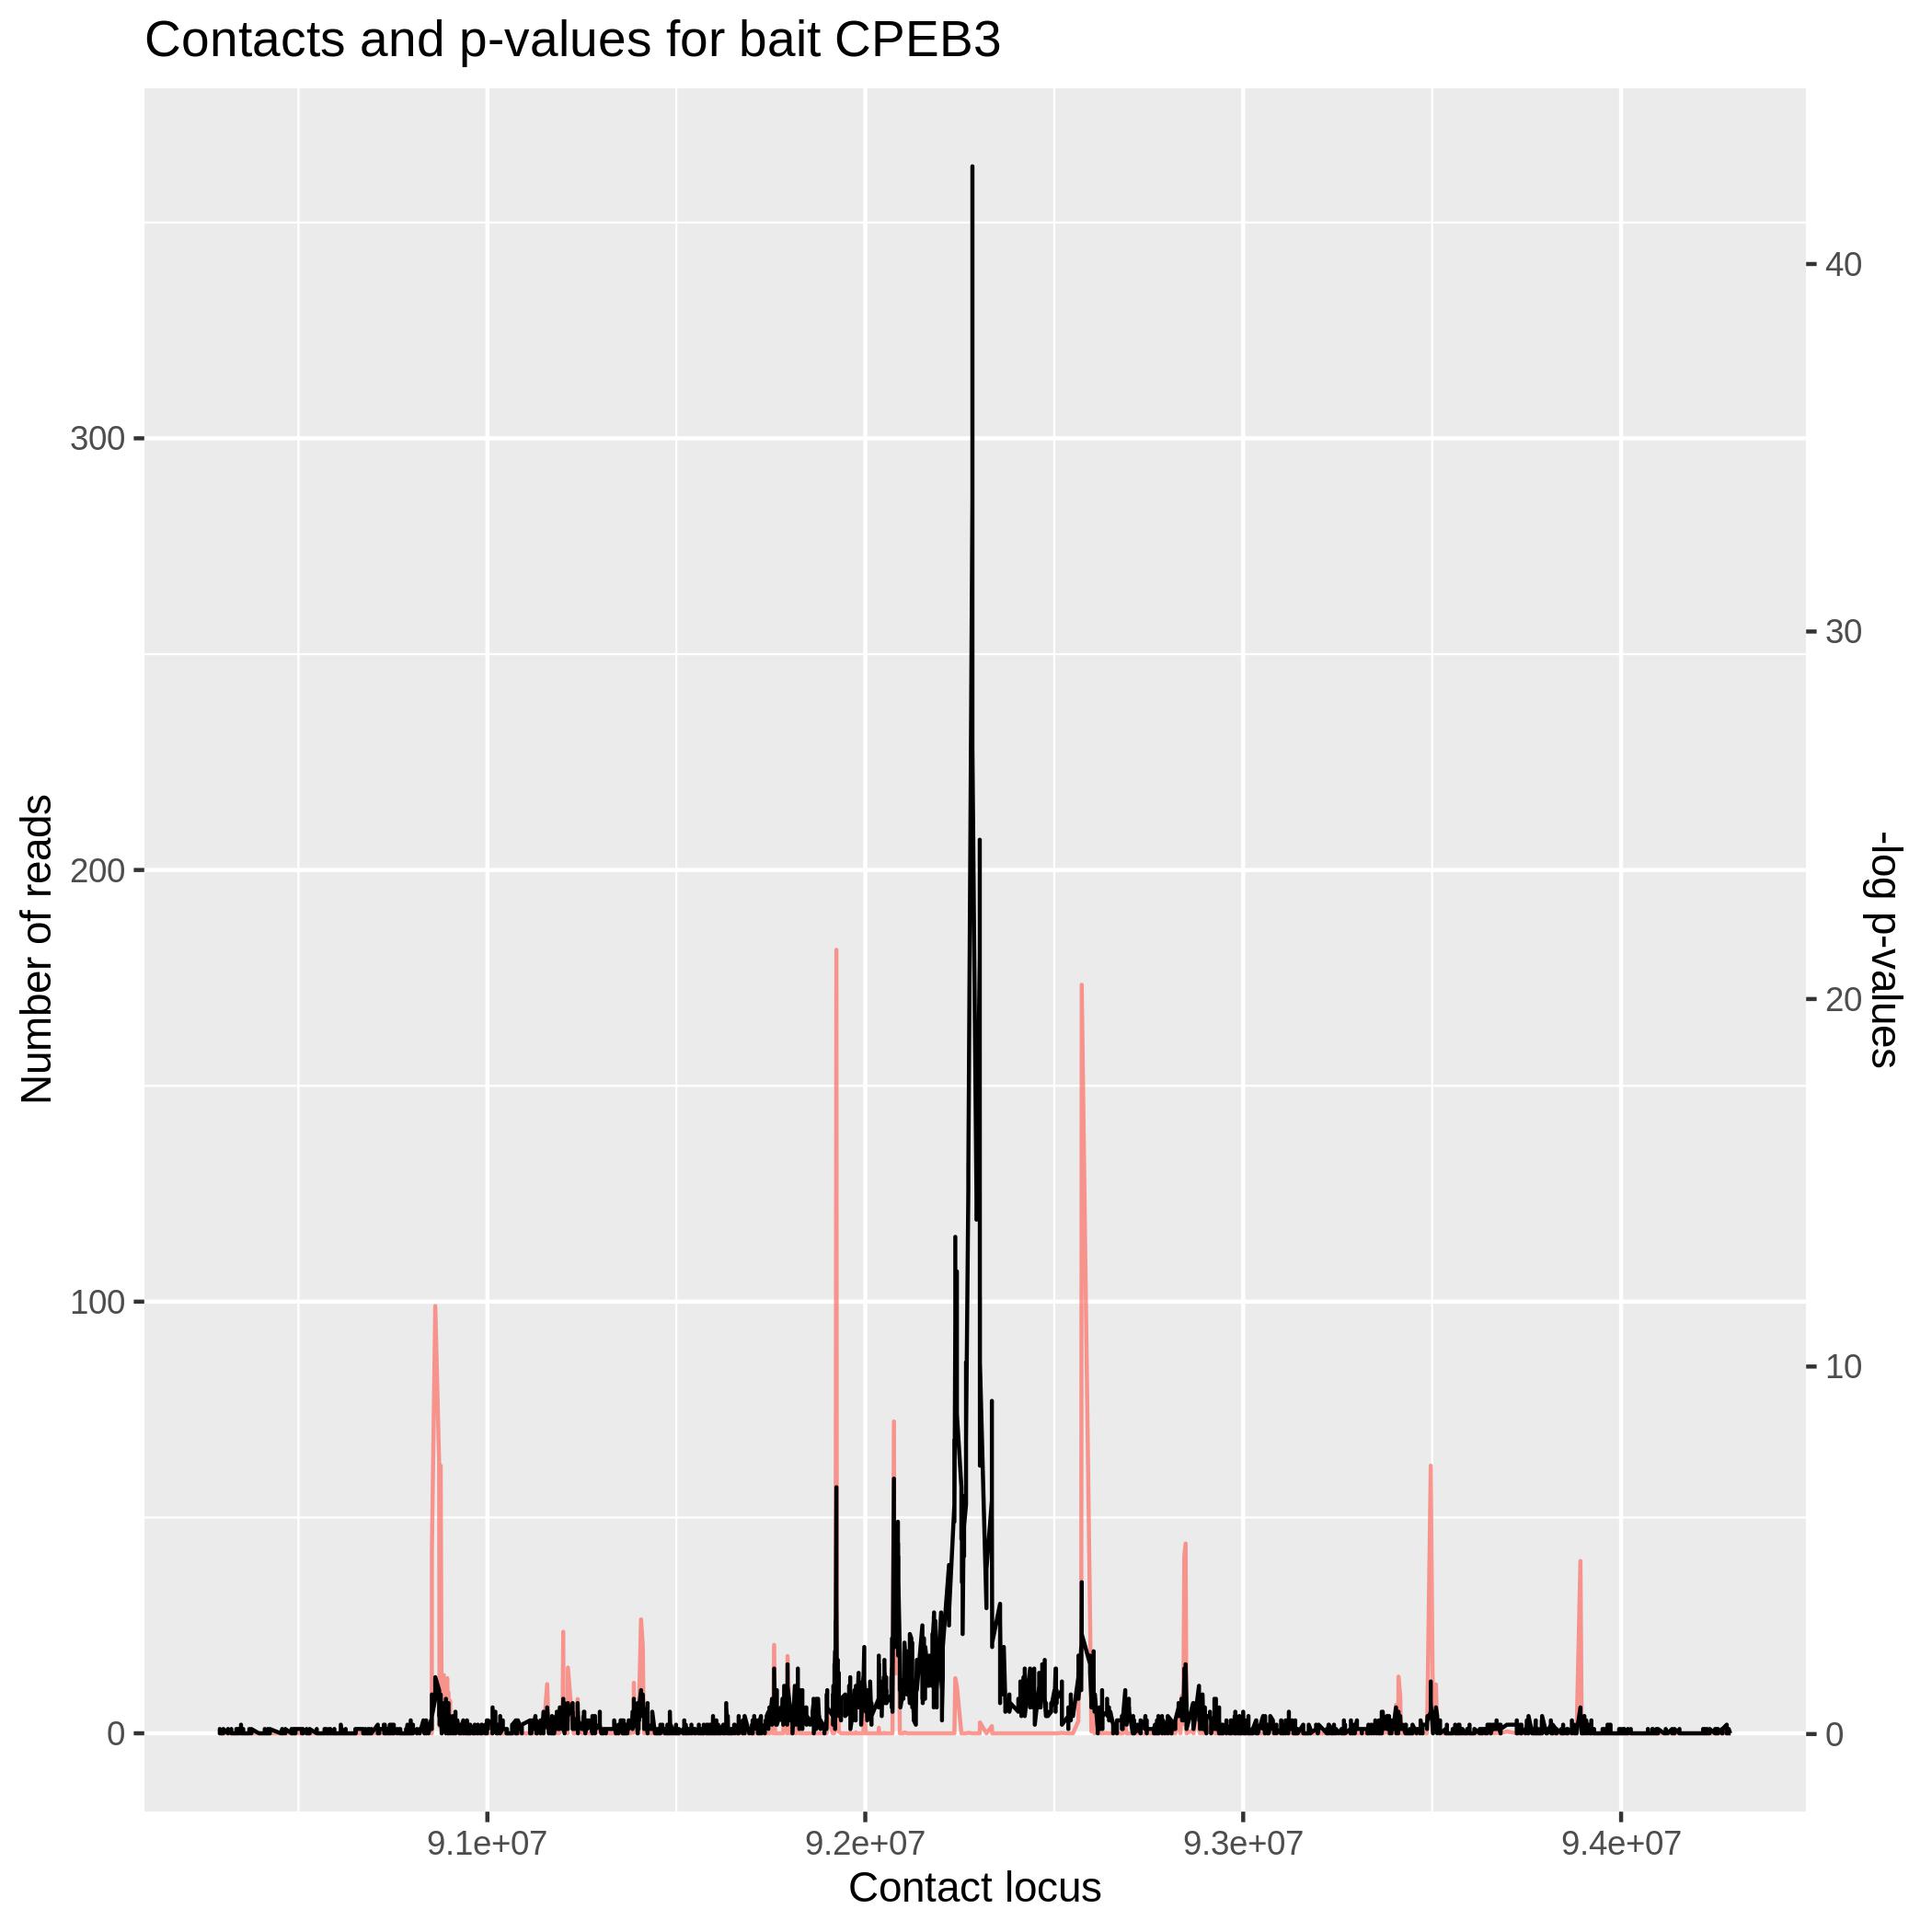 Contacts and p-values for bait CPEB3
Number of reads
300
200
100
0
40
30
20
10
0
-log p-values
9.1e+07
9.2e+07
9.3e+07
9.4e+07
Contact locus